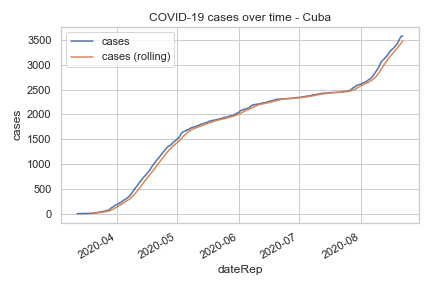 COVID-19 cases over time - Cuba
cases
cases (rolling)
3500
3000
2500
2000
1500
1000
500
0
cases
2020-04
2020-05
2020-06
2020-07
2020-08
dateRep